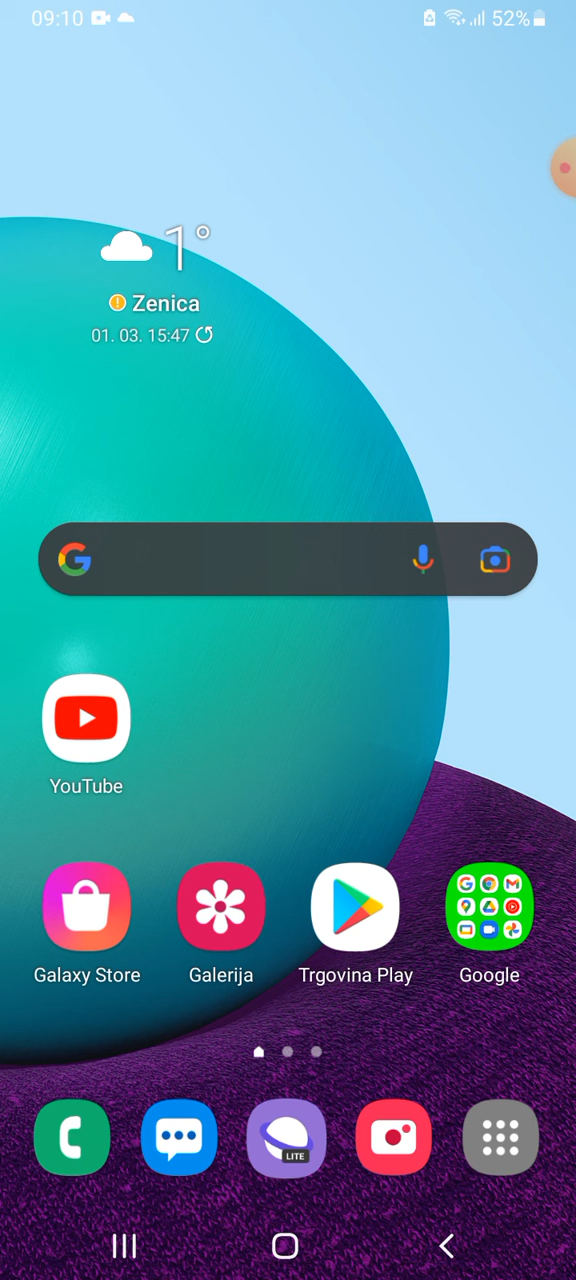 09:10
52%
1°
Zenica
01. 03. 15:47
YouTube
Galaxy Store
Galerija
Trgovina Play
Google
LITE